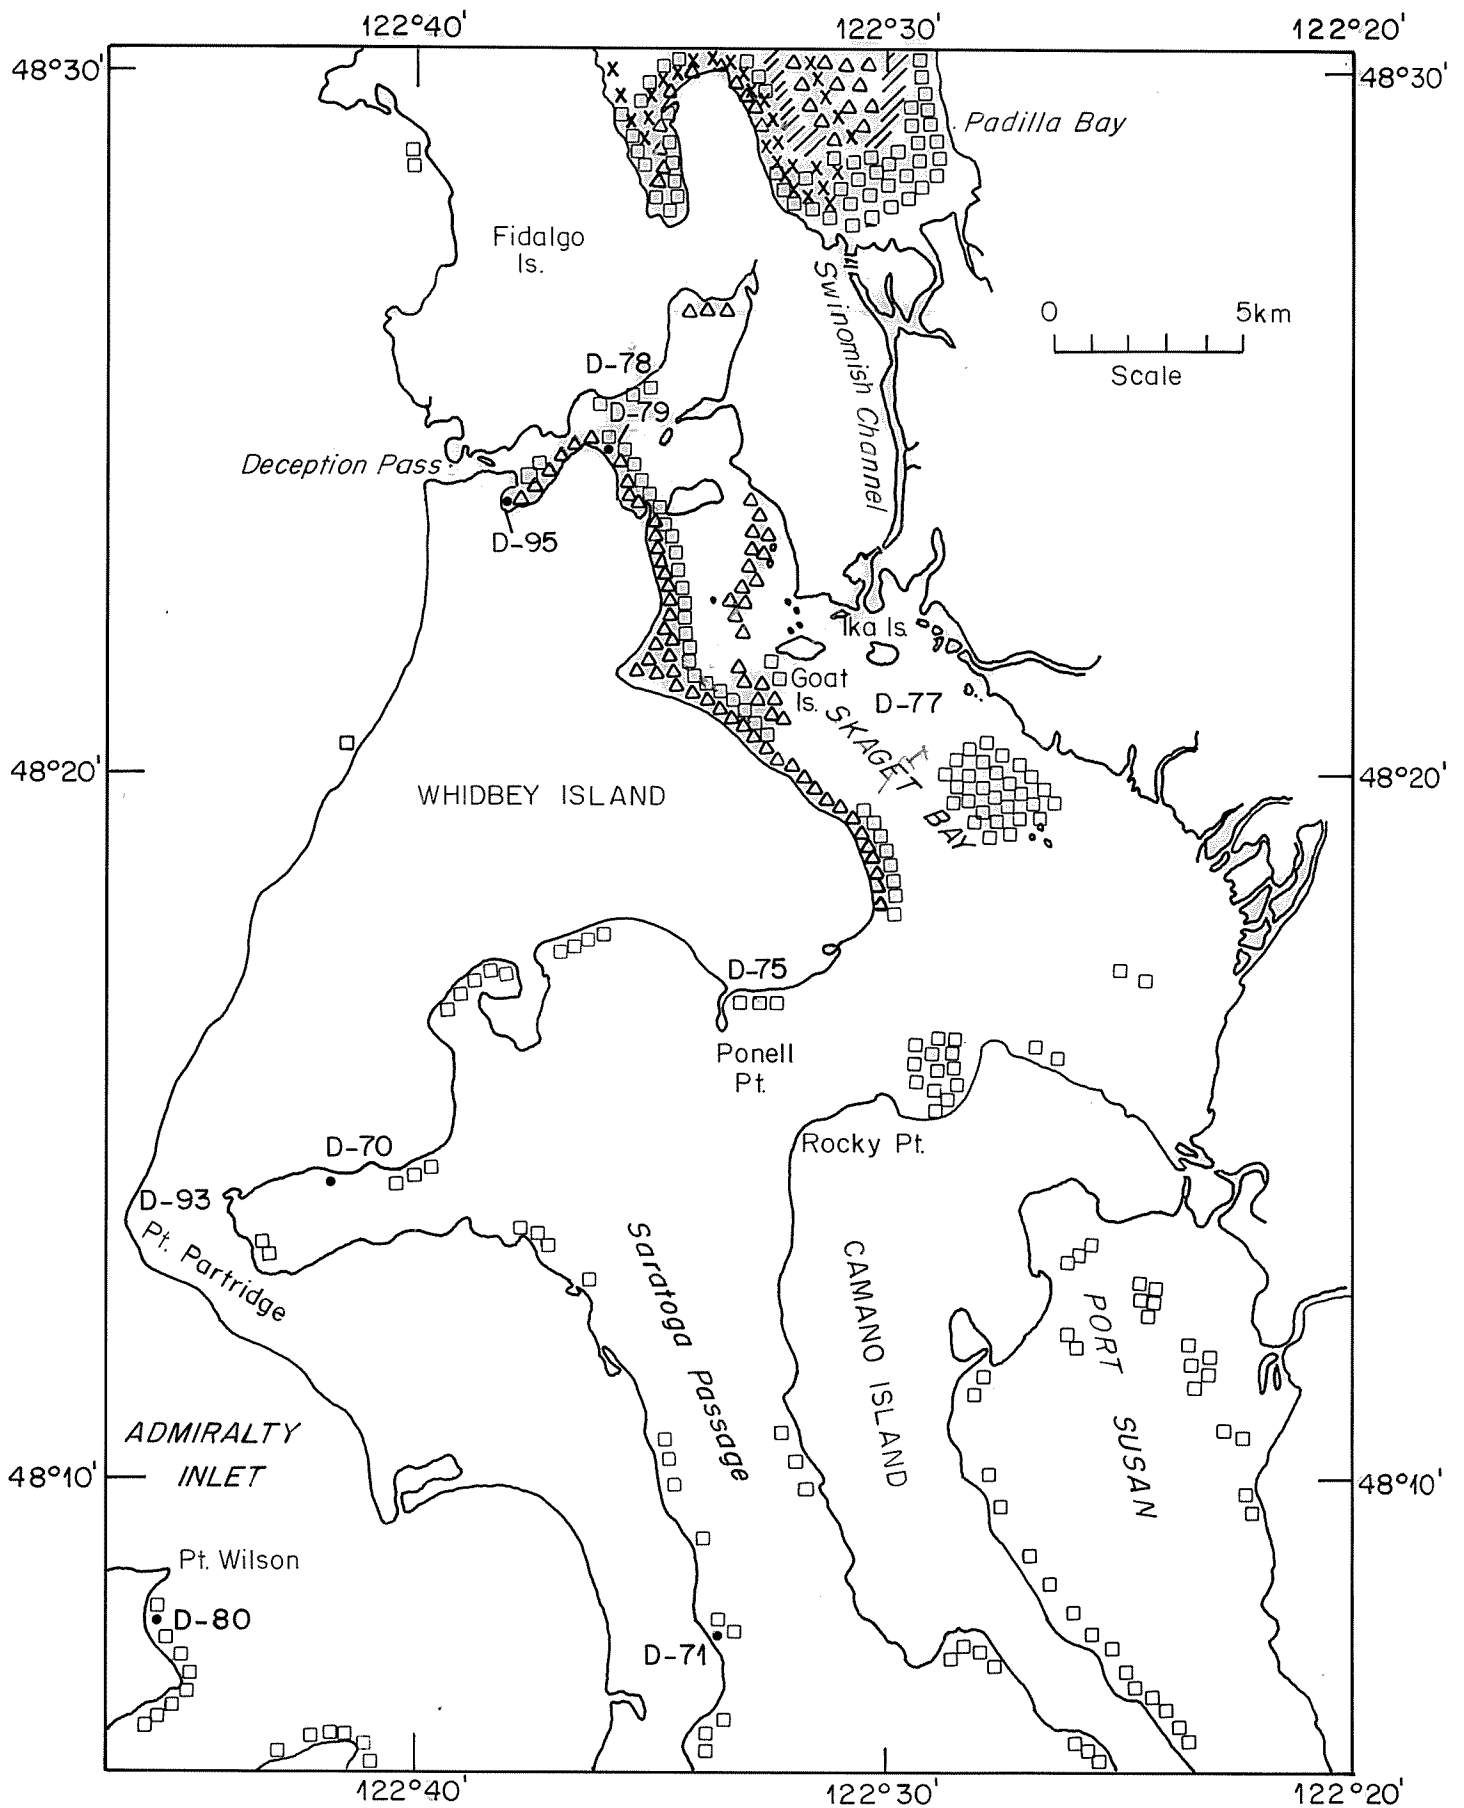 122°40' 122°30' 122°20'
48°30' 48°30'
Padilla Bay
Fidalgo
Is.
Swinomish Channel
0 5km
Scale
D-78
D-79
Deception Pass
D-95
Ika Is.
Goat
Is.
D-77
SKAGET
BAY
48°20' 48°20'
WHIDBEY ISLAND
D-75
Ponell
Pt.
Rocky Pt.
D-70
D-93
Pt. Partridge
Saratoga Passage
CAMANO ISLAND
PORT
SUSAN
ADMIRALTY
INLET
48°10' 48°10'
Pt. Wilson
D-80
D-71
122°40' 122°30' 122°20'